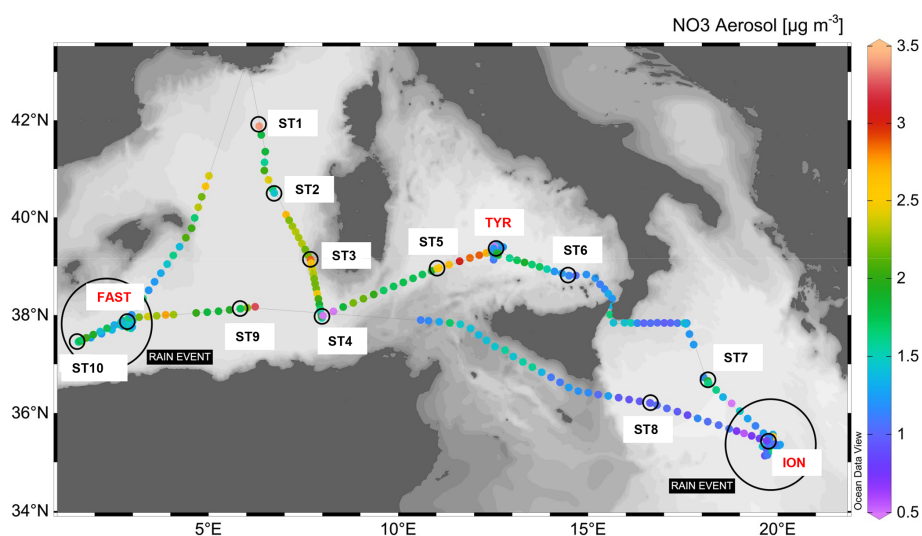 NO3 Aerosol [µg m⁻³]
3.5
42°N
ST1
3
ST2
40°N
TYR
2.5
ST3
ST5
ST6
FAST
2
38°N
ST9
ST4
ST10
RAIN EVENT
ST7
1.5
36°N
ST8
1
ION
RAIN EVENT
Ocean Data View
34°N
0.5
5°E
10°E
15°E
20°E